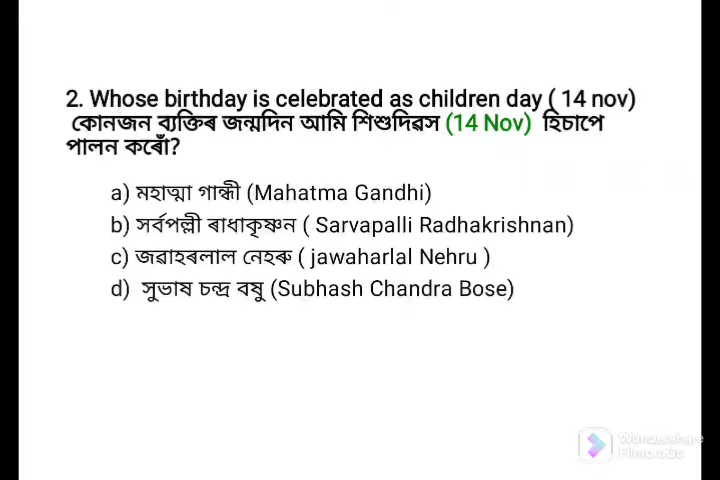 2. Whose birthday is celebrated as children day ( 14 nov)
কোনজন ব্যক্তিৰ জন্মদিন আমি শিশুদিৱস (14 Nov) হিচাপে
পালন কৰোঁ?
a) মহাত্মা গান্ধী (Mahatma Gandhi)
b) সৰ্বপল্লী ৰাধাকৃষ্ণন ( Sarvapalli Radhakrishnan)
c) জৱাহৰলাল নেহৰু ( jawaharlal Nehru )
d) সুভাষ চন্দ্ৰ বষু (Subhash Chandra Bose)
Wondershare
FilmoraGo